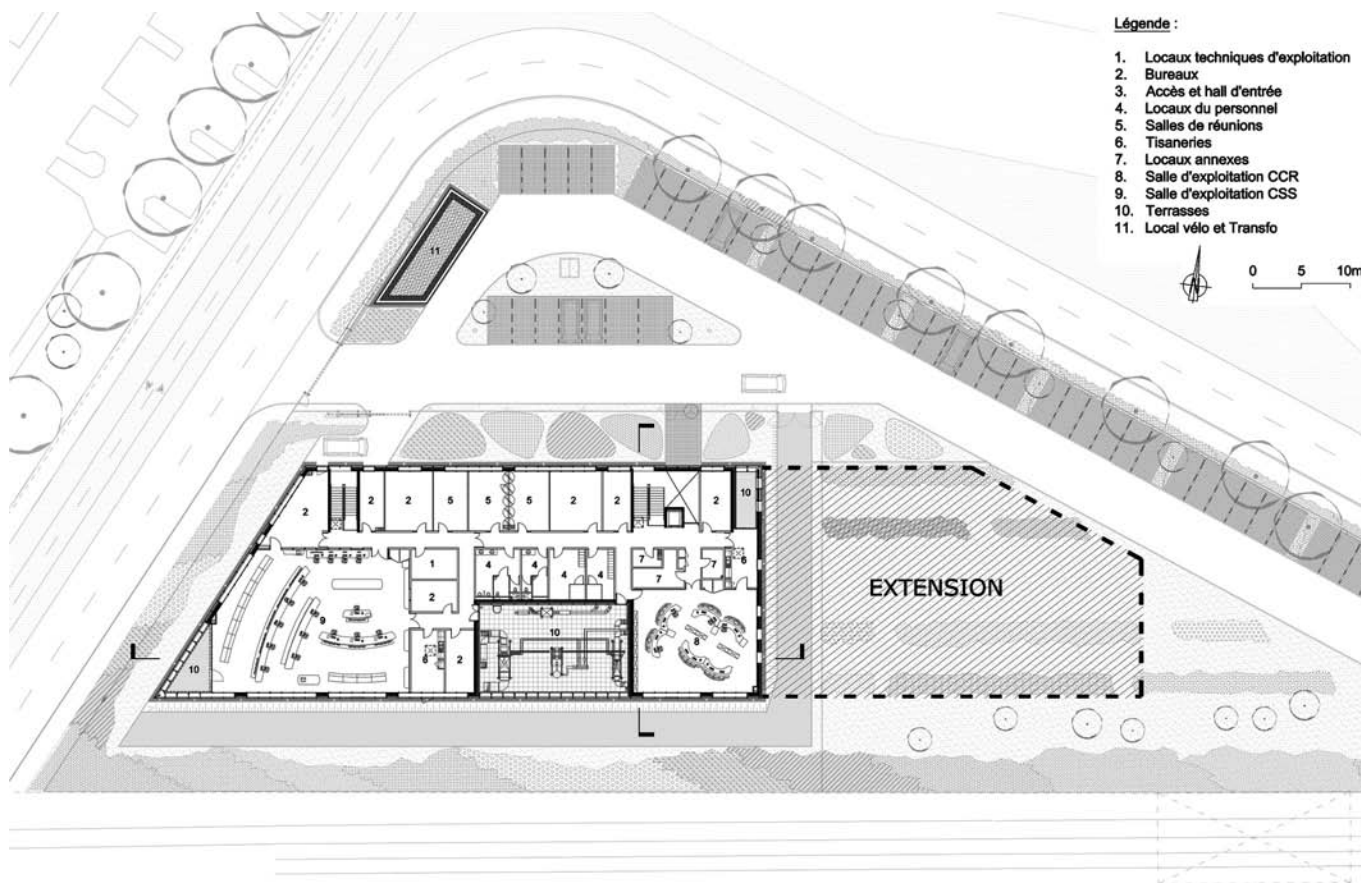 Légende :
1. Locaux techniques d'exploitation
2. Bureaux
3. Accès et hall d'entrée
4. Locaux du personnel
5. Salles de réunions
6. Tisaneries
7. Locaux annexes
8. Salle d'exploitation CCR
9. Salle d'exploitation CSS
10. Terrasses
11. Local vélo et Transfo
0 5 10m
11
2 2 2 5 5 5 2 2 2 10
1 4 4 4 4 7 7 7 6
2
EXTENSION
9 10 8
10 6 2